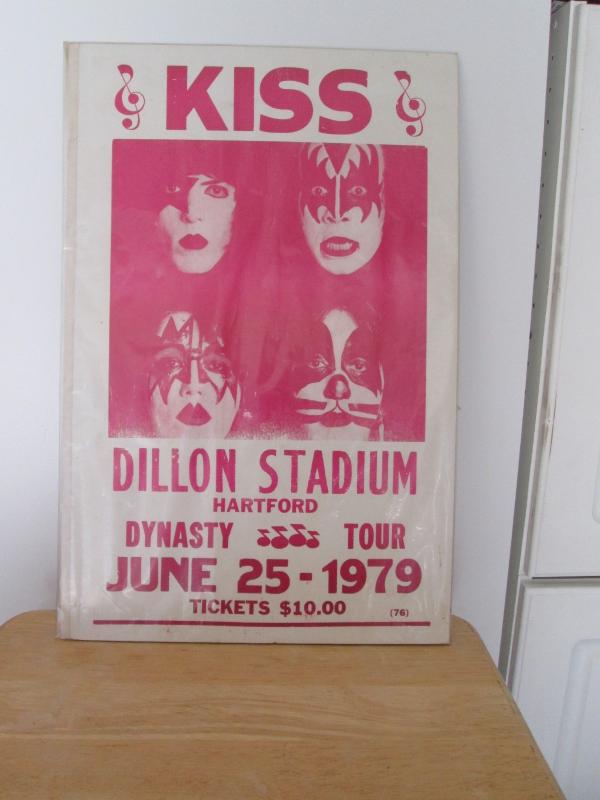 KISS
DILLON STADIUM
HARTFORD
DYNASTY TOUR
JUNE 25-1979
TICKETS $10.00 (76)